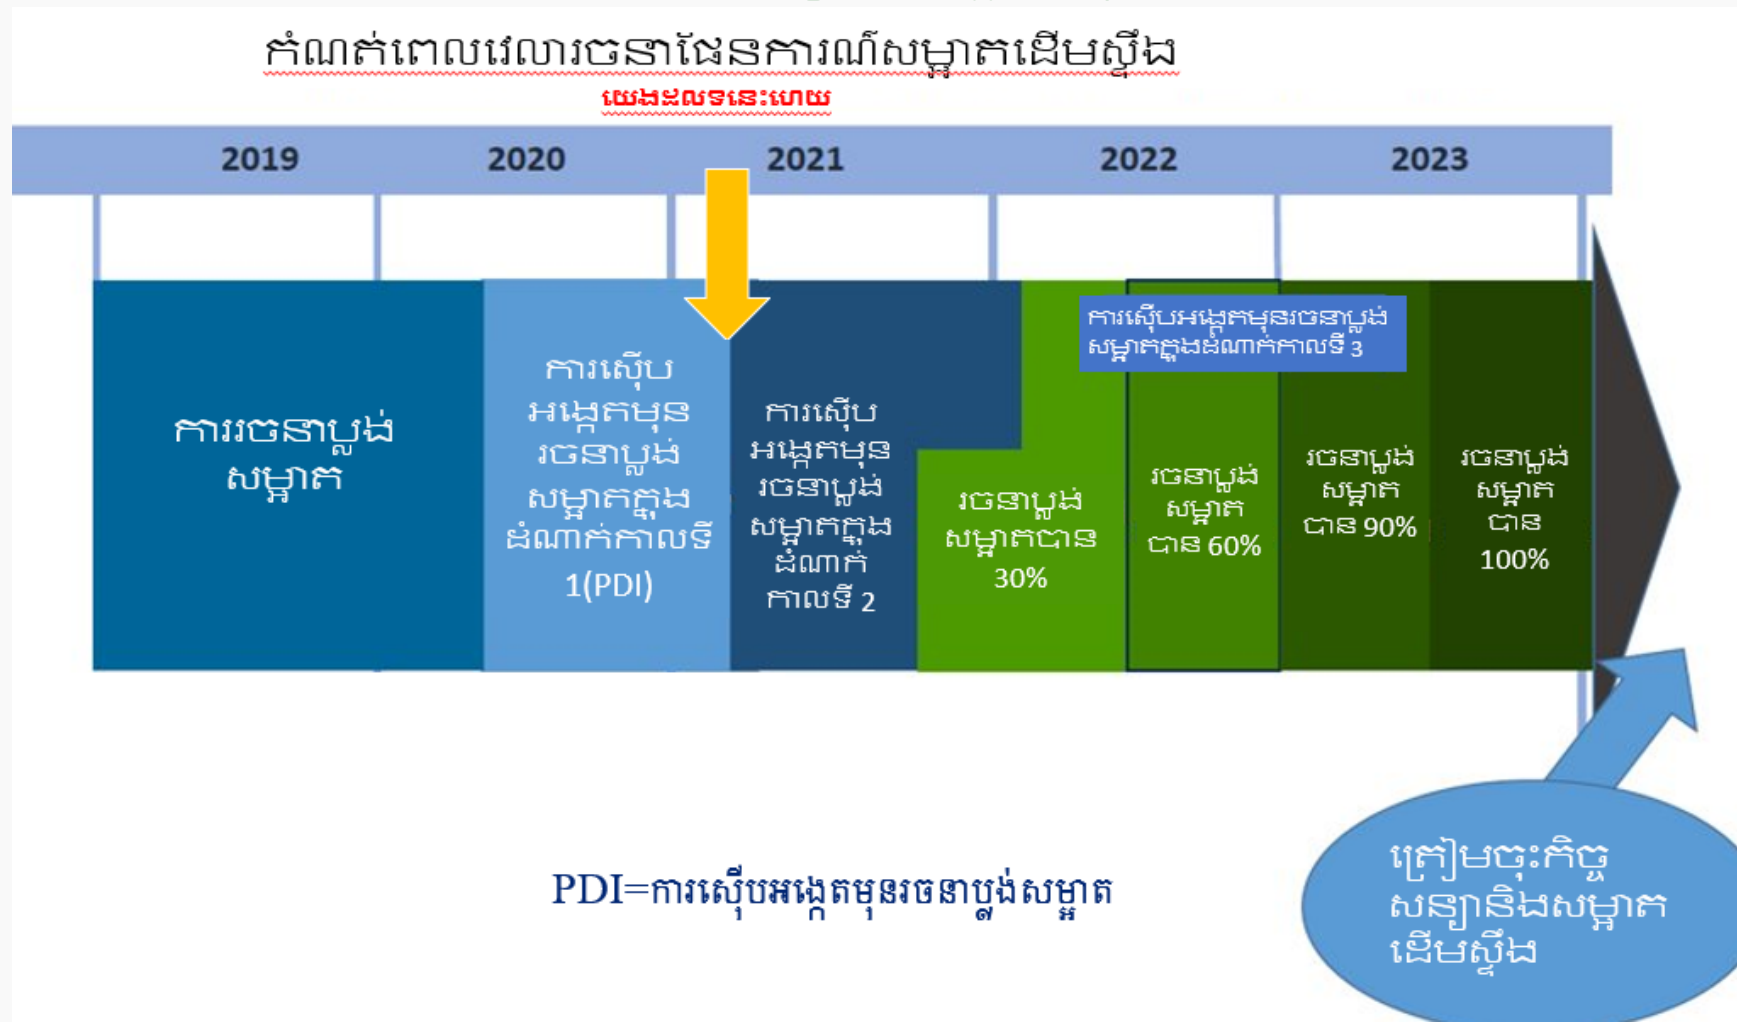 កំណត់ពេលវេលារចនាផែនការណ៍សម្អាតដើមស្ទឹង
យេងដលទនេះហេយ
2019 2020 2021 2022 2023
ការរចនាប្លង់
សម្អាត
ការស៊ើប
អង្កេតមុន
រចនាប្លង់
សម្អាតក្នុង
ដំណាក់កាលទី
1(PDI)
ការស៊ើប
អង្កេតមុន
រចនាប្លង់
សម្អាតក្នុង
ដំណាក់
កាលទី 2
រចនាប្លង់
សម្អាតបាន
30%
ការស៊ើបអង្កេតមុនរចនាប្លង់
សម្អាតក្នុងដំណាក់កាលទី 3
រចនាប្លង់
សម្អាត
បាន 60%
រចនាប្លង់
សម្អាត
បាន 90%
រចនាប្លង់
សម្អាត
បាន
100%
PDI=ការស៊ើបអង្កេតមុនរចនាប្លង់សម្អាត
ត្រៀមចុះកិច្ច
សន្យានិងសម្អាត
ដើមស្ទឹង